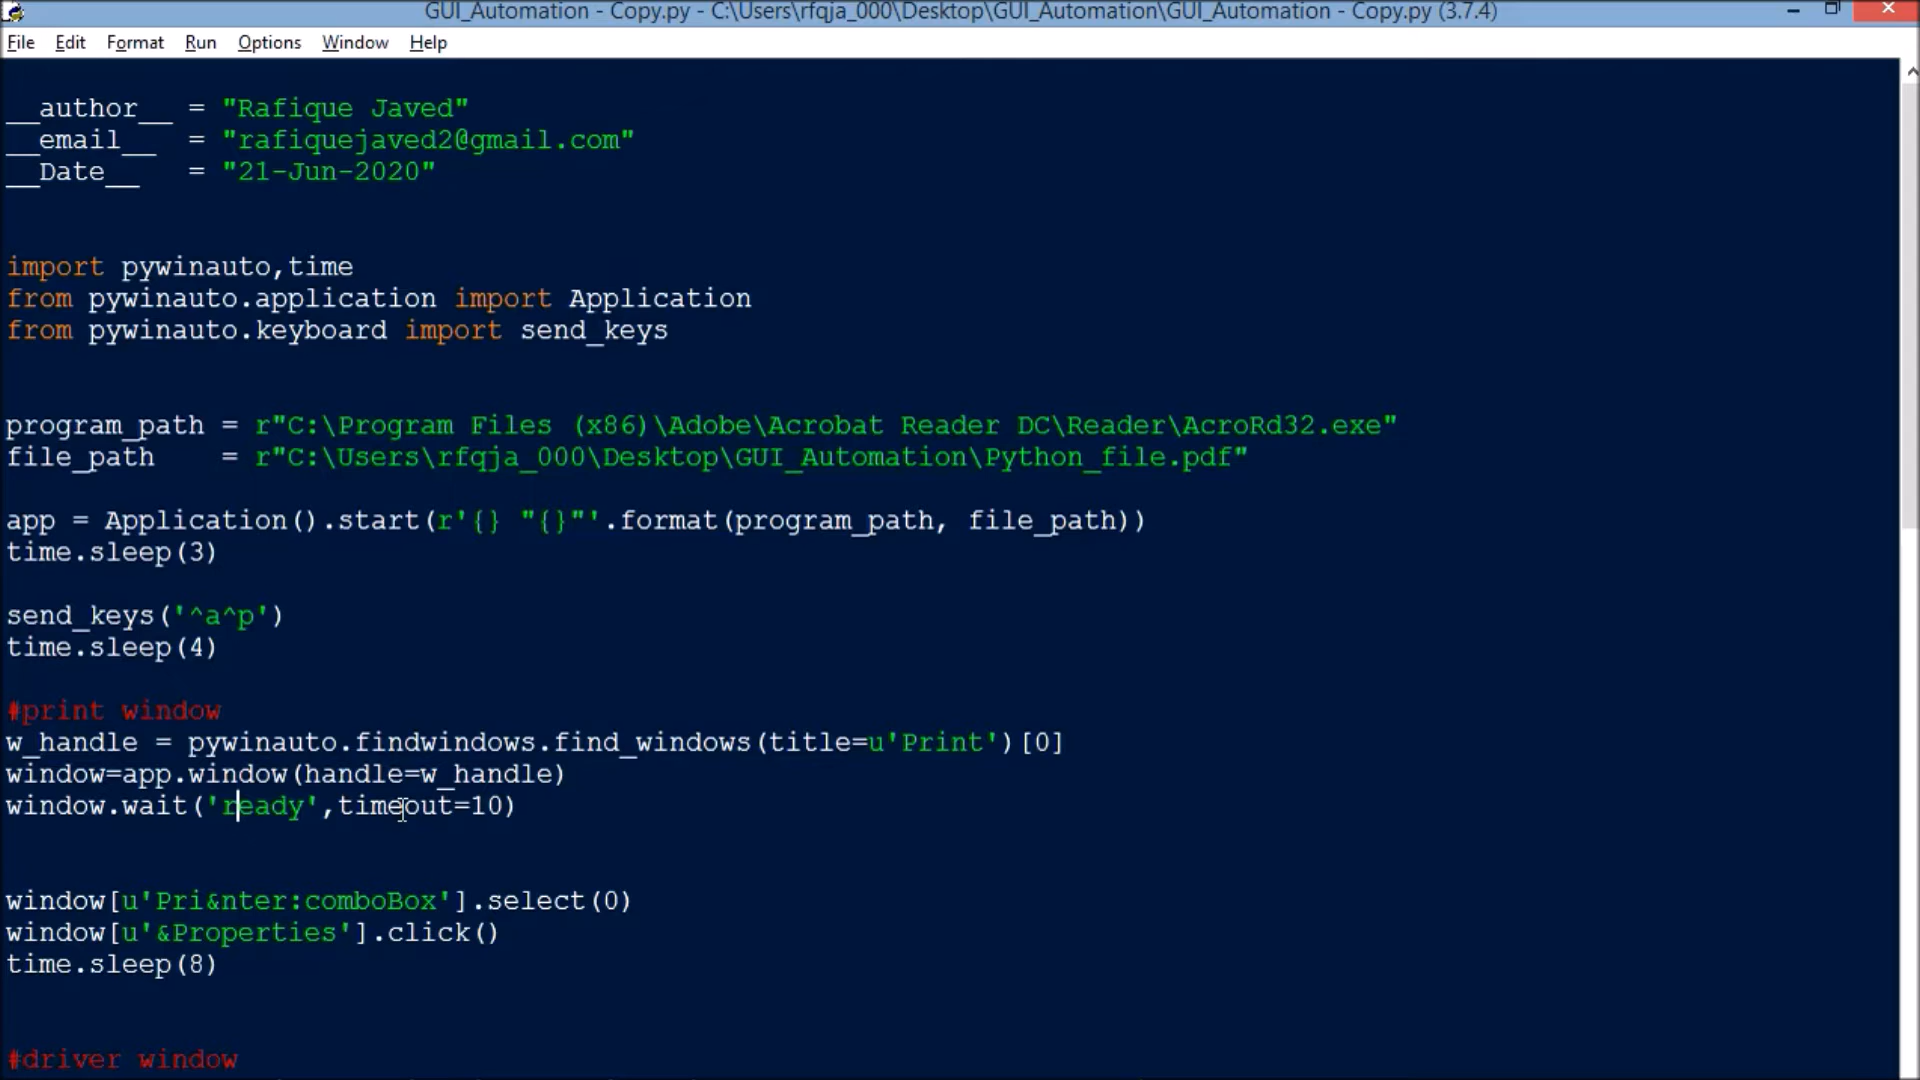 GUI_Automation - Copy.py - C:\Users\rfqja_000\Desktop\GUI_Automation\GUI_Automation - Copy.py (3.7.4)
File Edit Format Run Options Window Help
__author__ = "Rafique Javed"
__email__ = "rafiquejaved2@gmail.com"
__Date__ = "21-Jun-2020"
import pywinauto,time
from pywinauto.application import Application
from pywinauto.keyboard import send_keys
program_path = r"C:\Program Files (x86)\Adobe\Acrobat Reader DC\Reader\AcroRd32.exe"
file_path = r"C:\Users\rfqja_000\Desktop\GUI_Automation\Python_file.pdf"
app = Application().start(r'{} "{}"'.format(program_path, file_path))
time.sleep(3)
send_keys('^a^p')
time.sleep(4)
#print window
w_handle = pywinauto.findwindows.find_windows(title=u'Print')[0]
window=app.window(handle=w_handle)
window.wait('ready',timeout=10)
window[u'Pri&nter:comboBox'].select(0)
window[u'&Properties'].click()
time.sleep(8)
#driver window